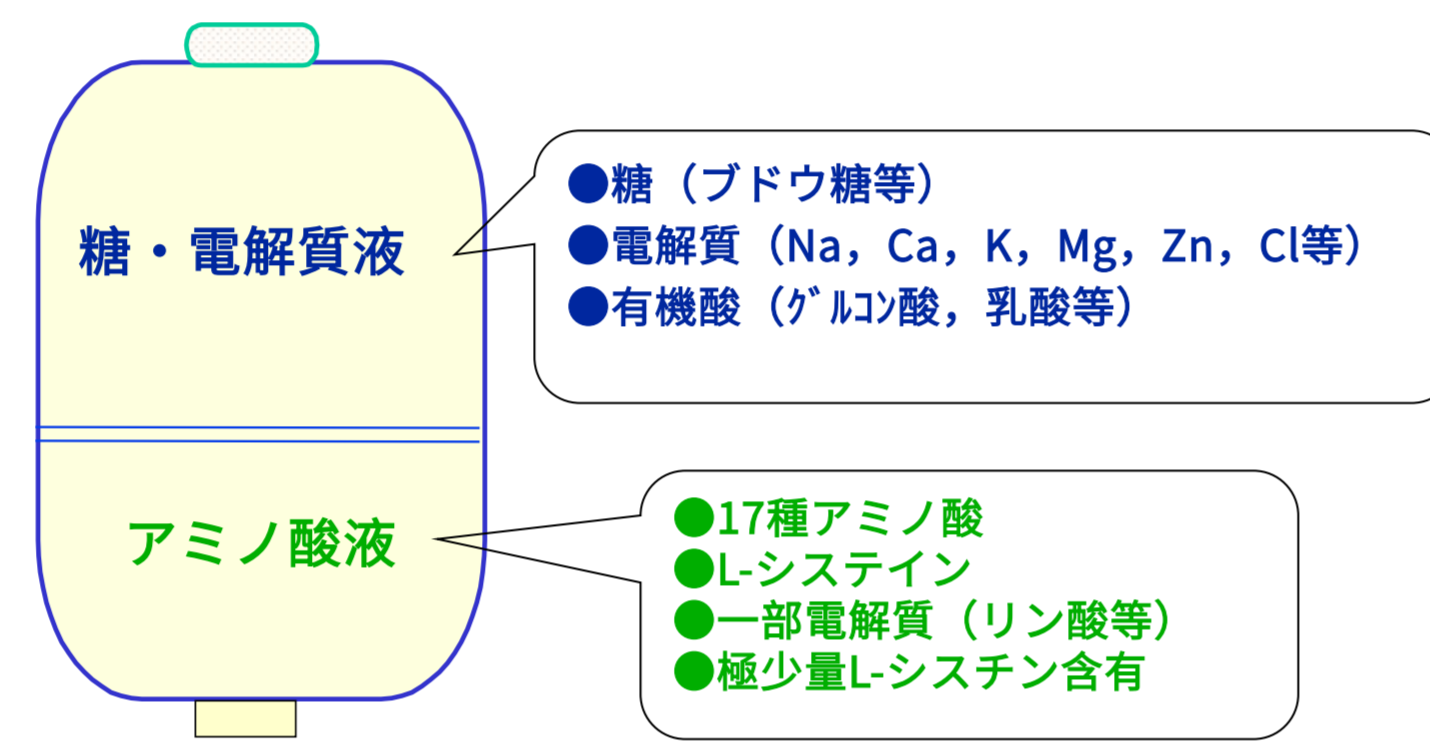 糖・電解質液
●糖（ブドウ糖等）
●電解質（Na，Ca，K，Mg，Zn，Cl等）
●有機酸（ｸﾞﾙｺﾝ酸，乳酸等）
アミノ酸液
●17種アミノ酸
●L-システイン
●一部電解質（リン酸等）
●極少量L-シスチン含有